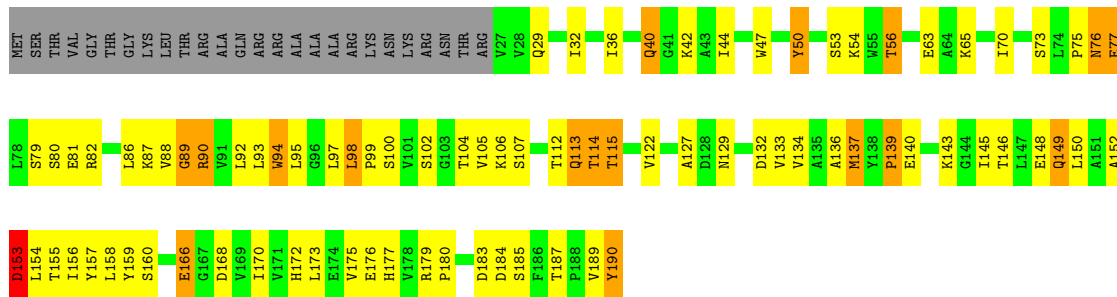 MET SER THR VAL GLY THR GLY LYS LEU THR ARG ALA GLN ARG ARG ALA ALA ALA ARG LYS ASN LYS ARG ASN THR ARG V27 V28 Q29 I32 I36 Q40 G41 K42 A43 I44 W47 Y50 S53 K54 W55 T56 E63 A64 K65 I70 S73 L74 P75 N76 E77
L78 S79 S80 E81 R82 L86 K87 V88 G89 R90 V91 L92 L93 W94 L95 G96 L97 L98 P99 S100 V101 S102 G103 T104 V105 K106 S107 T112 Q113 T114 T115 V122 A127 D128 N129 D132 V133 V134 A135 A136 M137 Y138 P139 E140 K143 G144 I145 T146 L147 E148 Q149 L150 A151 A152
D153 L154 T155 I156 Y157 L158 Y159 S160 E166 G167 D168 V169 I170 V171 H172 L173 E174 V175 E176 H177 V178 R179 P180 D183 D184 S185 F186 T187 P188 V189 Y190